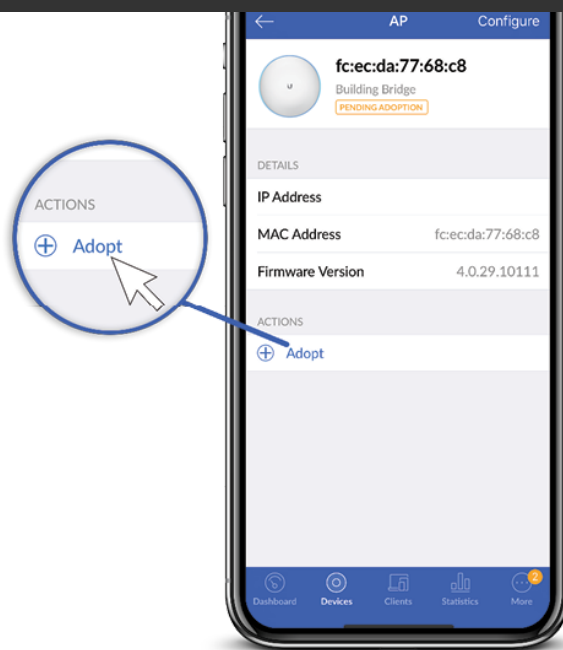 AP Configure
fc:ec:da:77:68:c8
Building Bridge
PENDING ADOPTION
DETAILS
IP Address
MAC Address fc:ec:da:77:68:c8
Firmware Version 4.0.29.10111
ACTIONS
Adopt
ACTIONS
Adopt
2
Dashboard Devices Clients Statistics More